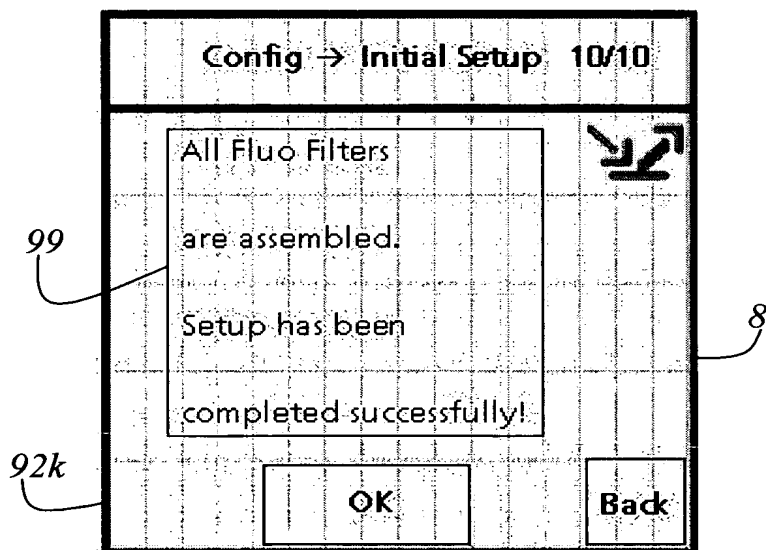 Config → Initial Setup 10/10
All Fluo Filters
are assembled.
99
Setup has been
8
completed successfully!
92k
OK
Back